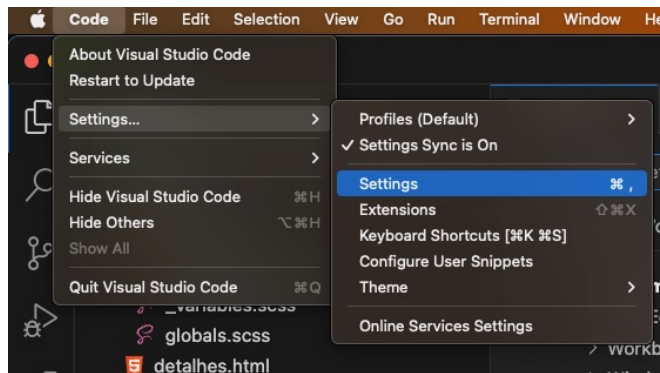 Code File Edit Selection View Go Run Terminal Window
About Visual Studio Code
Restart to Update
Settings... >
Services >
Hide Visual Studio Code ⌘H
Hide Others ⌥⌘H
Show All
Quit Visual Studio Code ⌘Q
Profiles (Default) >
✓ Settings Sync is On
Settings ⌘ ,
Extensions ⇧⌘X
Keyboard Shortcuts [⌘K ⌘S]
Configure User Snippets
Theme >
Online Services Settings
_variables.scss
globals.scss
detalhes.html